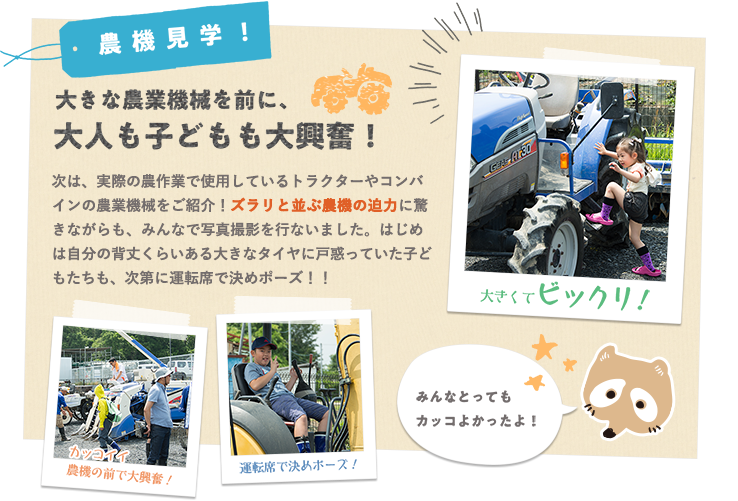 農機見学！
大きな農業機械を前に、
大人も子どもも大興奮！
次は、実際の農作業で使用しているトラクターやコンバ
インの農業機械をご紹介！ズラリと並ぶ農機の迫力に驚
きながらも、みんなで写真撮影を行ないました。はじめ
は自分の背丈くらいある大きなタイヤに戸惑っていた子ど
もたちも、次第に運転席で決めポーズ！！
大きくてビックリ！
カッコイイ
農機の前で大興奮！
運転席で決めポーズ！
みんなとっても
カッコよかったよ！